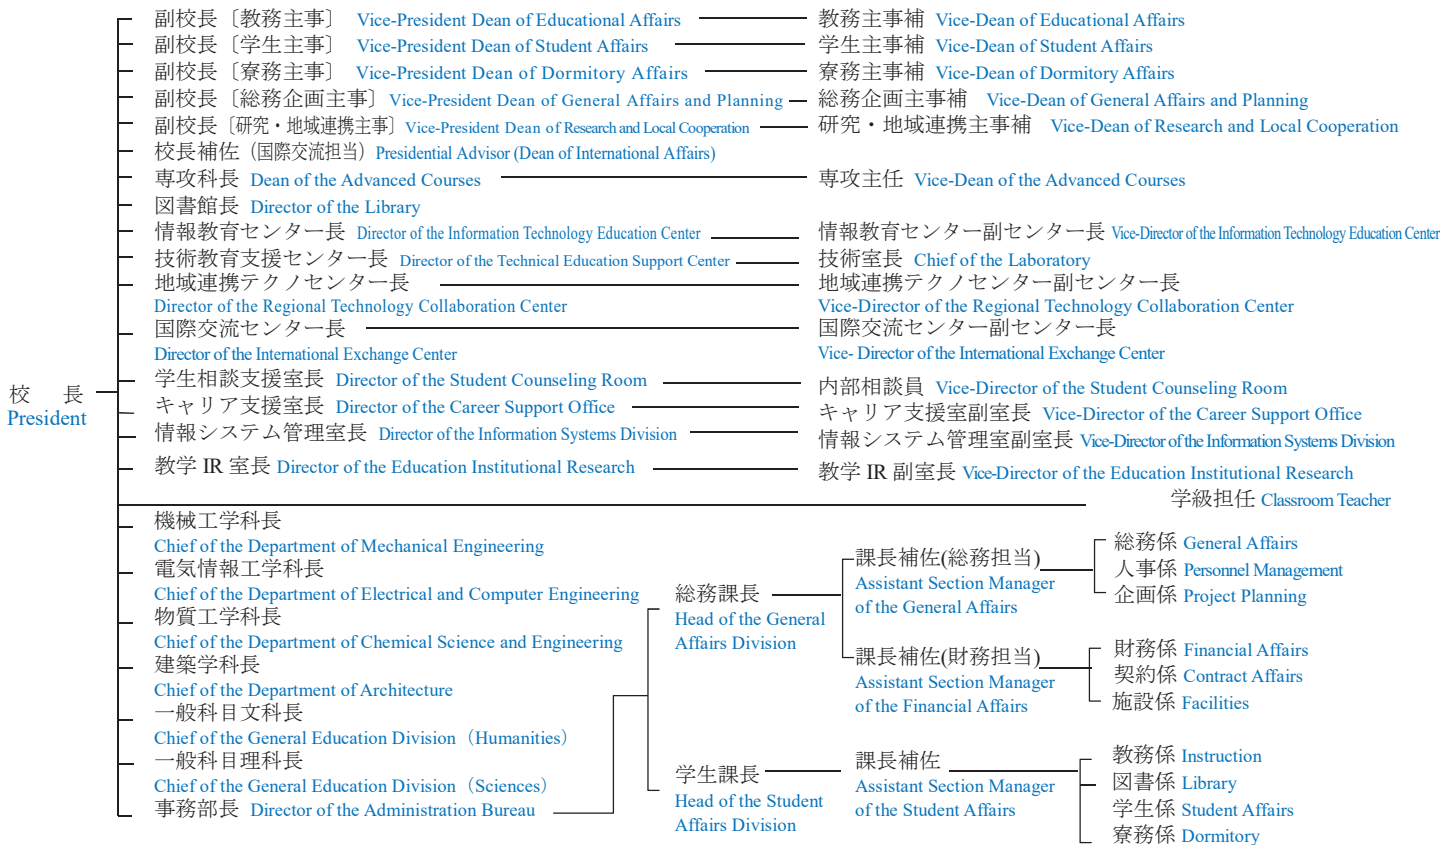 副校長〔教務主事〕 Vice-President Dean of Educational Affairs 教務主事補 Vice-Dean of Educational Affairs
副校長〔学生主事〕 Vice-President Dean of Student Affairs 学生主事補 Vice-Dean of Student Affairs
副校長〔寮務主事〕 Vice-President Dean of Dormitory Affairs 寮務主事補 Vice-Dean of Dormitory Affairs
副校長〔総務企画主事〕 Vice-President Dean of General Affairs and Planning 総務企画主事補 Vice-Dean of General Affairs and Planning
副校長〔研究・地域連携主事〕 Vice-President Dean of Research and Local Cooperation 研究・地域連携主事補 Vice-Dean of Research and Local Cooperation
校長補佐（国際交流担当） Presidential Advisor (Dean of International Affairs)
専攻科長 Dean of the Advanced Courses 専攻主任 Vice-Dean of the Advanced Courses
図書館長 Director of the Library
情報教育センター長 Director of the Information Technology Education Center 情報教育センター副センター長 Vice-Director of the Information Technology Education Center
技術教育支援センター長 Director of the Technical Education Support Center 技術室長 Chief of the Laboratory
地域連携テクノセンター長 地域連携テクノセンター副センター長
Director of the Regional Technology Collaboration Center Vice-Director of the Regional Technology Collaboration Center
国際交流センター長 国際交流センター副センター長
Director of the International Exchange Center Vice- Director of the International Exchange Center
校　長
President
学生相談支援室長 Director of the Student Counseling Room 内部相談員 Vice-Director of the Student Counseling Room
キャリア支援室長 Director of the Career Support Office キャリア支援室副室長 Vice-Director of the Career Support Office
情報システム管理室長 Director of the Information Systems Division 情報システム管理室副室長 Vice-Director of the Information Systems Division
教学 IR 室長 Director of the Education Institutional Research 教学 IR 副室長 Vice-Director of the Education Institutional Research
学級担任 Classroom Teacher
機械工学科長
Chief of the Department of Mechanical Engineering
電気情報工学科長
Chief of the Department of Electrical and Computer Engineering
物質工学科長
Chief of the Department of Chemical Science and Engineering
建築学科長
Chief of the Department of Architecture
一般科目文科長
Chief of the General Education Division（Humanities）
一般科目理科長
Chief of the General Education Division（Sciences）
事務部長 Director of the Administration Bureau
総務課長
Head of the General
Affairs Division
課長補佐(総務担当)
Assistant Section Manager
of the General Affairs
総務係 General Affairs
人事係 Personnel Management
企画係 Project Planning
課長補佐(財務担当)
Assistant Section Manager
of the Financial Affairs
財務係 Financial Affairs
契約係 Contract Affairs
施設係 Facilities
学生課長
Head of the Student
Affairs Division
課長補佐
Assistant Section Manager
of the Student Affairs
教務係 Instruction
図書係 Library
学生係 Student Affairs
寮務係 Dormitory